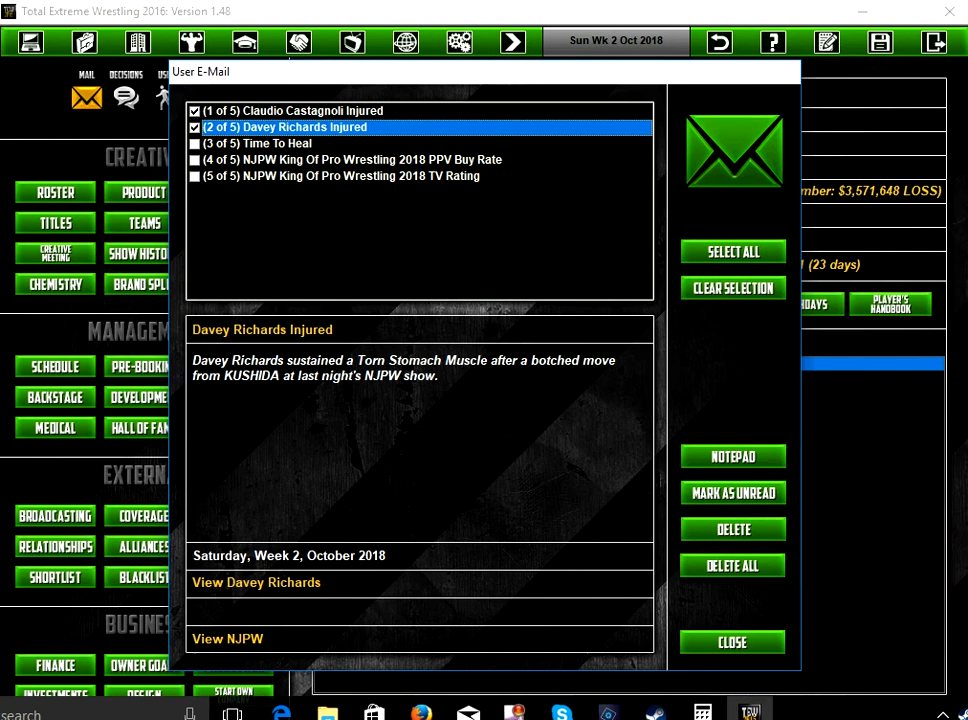 Total Extreme Wrestling 2016: Version 1.48
Sun Wk 2 Oct 2018
MAIL DECISIONS
User E-Mail
(1 of 5) Claudio Castagnoli Injured
(2 of 5) Davey Richards Injured
(3 of 5) Time To Heal
(4 of 5) NJPW King Of Pro Wrestling 2018 PPV Buy Rate
(5 of 5) NJPW King Of Pro Wrestling 2018 TV Rating
SELECT ALL
CLEAR SELECTION
Davey Richards Injured
Davey Richards sustained a Torn Stomach Muscle after a botched move
from KUSHIDA at last night's NJPW show.
NOTEPAD
MARK AS UNREAD
DELETE
DELETE ALL
Saturday, Week 2, October 2018
View Davey Richards
View NJPW
CLOSE
CREATIV
ROSTER PRODUCT
TITLES TEAMS
CREATIVE MEETING SHOW HISTO
CHEMISTRY BRAND SPL
MANAGEM
SCHEDULE PRE-BOOKIN
BACKSTAGE DEVELOPME
MEDICAL HALL OF FAM
EXTERN
BROADCASTING COVERAGE
RELATIONSHIPS ALLIANCES
SHORTLIST BLACKLIST
BUSINE
FINANCE OWNER GOA
INVESTMENTS DESIGN START OWN
mber: $3,571,648 LOSS)
1 (23 days)
HDAYS PLAYER'S HANDBOOK
search